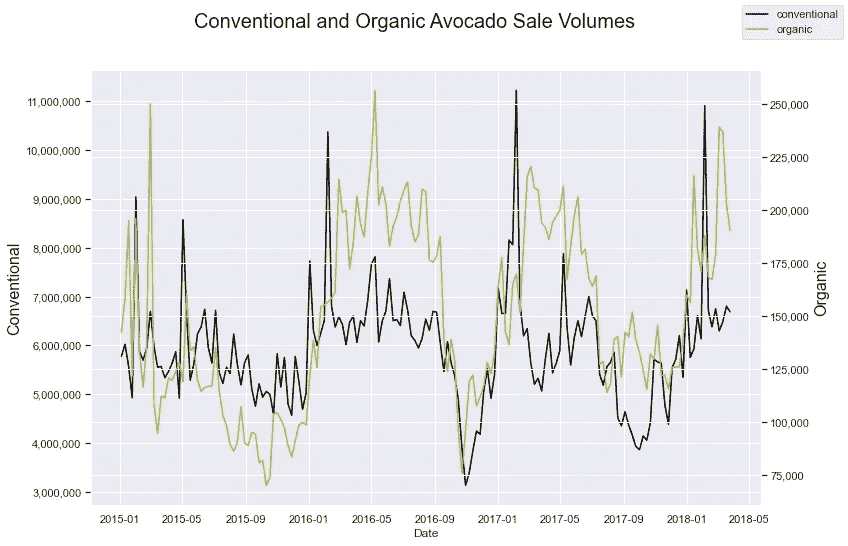 Conventional and Organic Avocado Sale Volumes
conventional
organic
11,000,000
10,000,000
9,000,000
8,000,000
7,000,000
6,000,000
5,000,000
4,000,000
3,000,000
Conventional
250,000
225,000
200,000
175,000
150,000
125,000
100,000
75,000
Organic
2015-01 2015-05 2015-09 2016-01 2016-05 2016-09 2017-01 2017-05 2017-09 2018-01 2018-05
Date